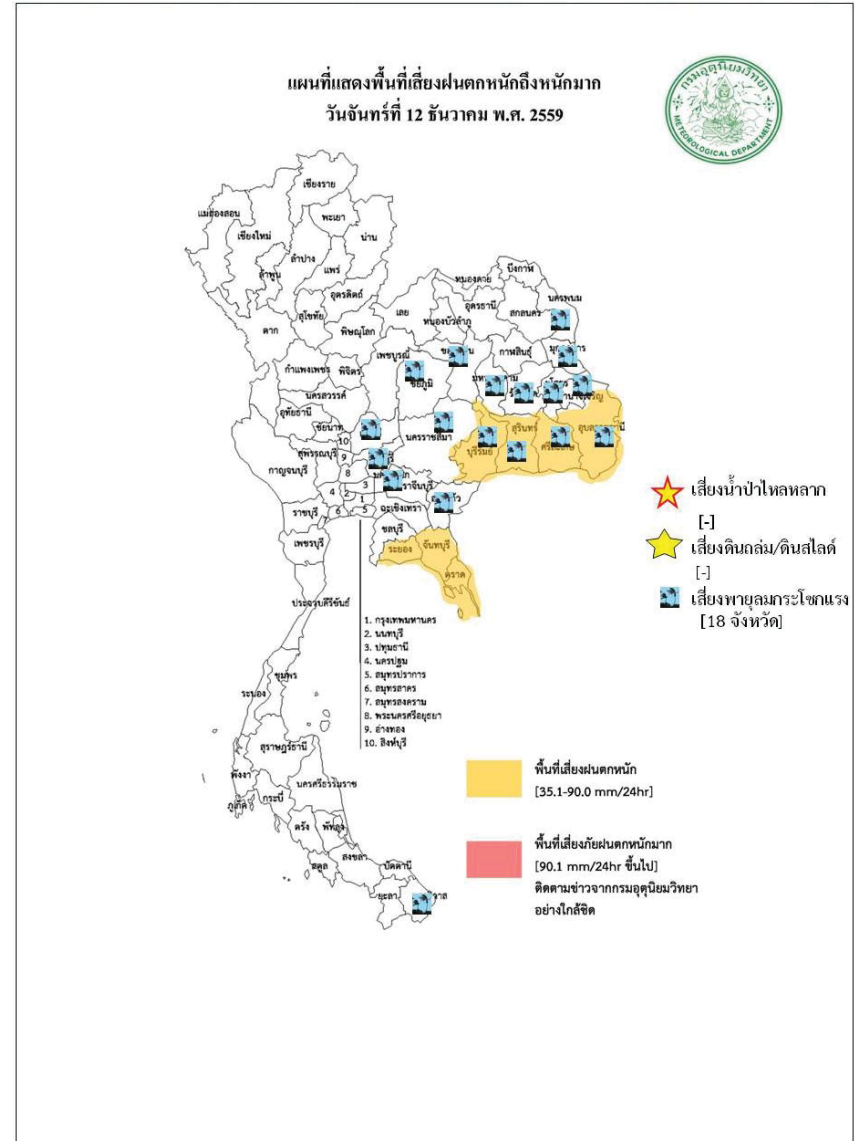 แผนที่แสดงพื้นที่เสี่ยงฝนตกหนักถึงหนักมาก
วันจันทร์ที่ 12 ธันวาคม พ.ศ. 2559
กรมอุตุนิยมวิทยา
METEOROLOGICAL DEPARTMENT
เชียงราย
แม่ฮ่องสอน
พะเยา
เชียงใหม่
น่าน
ลำปาง
ลำพูน
แพร่
บึงกาฬ
หนองคาย
อุตรดิตถ์
เลย
อุดรธานี
นครพนม
สกลนคร
สุโขทัย
หนองบัวลำภู
ตาก
พิษณุโลก
เพชรบูรณ์
กาฬสินธุ์
กำแพงเพชร
พิจิตร
ชัยภูมิ
นครสวรรค์
อุทัยธานี
ชัยนาท
นครราชสีมา
สุรินทร์
บุรีรัมย์
10
สุพรรณบุรี
9
กาญจนบุรี
8
3
4
2
1
ฉะเชิงเทรา
ราชบุรี
6
5
7
ชลบุรี
เพชรบุรี
ระยอง
จันทบุรี
ตราด
ประจวบคีรีขันธ์
1. กรุงเทพมหานคร
2. นนทบุรี
3. ปทุมธานี
4. นครปฐม
5. สมุทรปราการ
6. สมุทรสาคร
7. สมุทรสงคราม
8. พระนครศรีอยุธยา
9. อ่างทอง
10. สิงห์บุรี
ชุมพร
ระนอง
สุราษฎร์ธานี
พังงา
นครศรีธรรมราช
กระบี่
ภูเก็ต
ตรัง
พัทลุง
สงขลา
สตูล
ปัตตานี
ยะลา
เสี่ยงน้ำป่าไหลหลาก
[-]
เสี่ยงดินถล่ม/ดินสไลด์
[-]
เสี่ยงพายุลมกระโชกแรง
[18 จังหวัด]
พื้นที่เสี่ยงฝนตกหนัก
[35.1-90.0 mm/24hr]
พื้นที่เสี่ยงภัยฝนตกหนักมาก
[90.1 mm/24hr ขึ้นไป]
ติดตามข่าวจากกรมอุตุนิยมวิทยา
อย่างใกล้ชิด